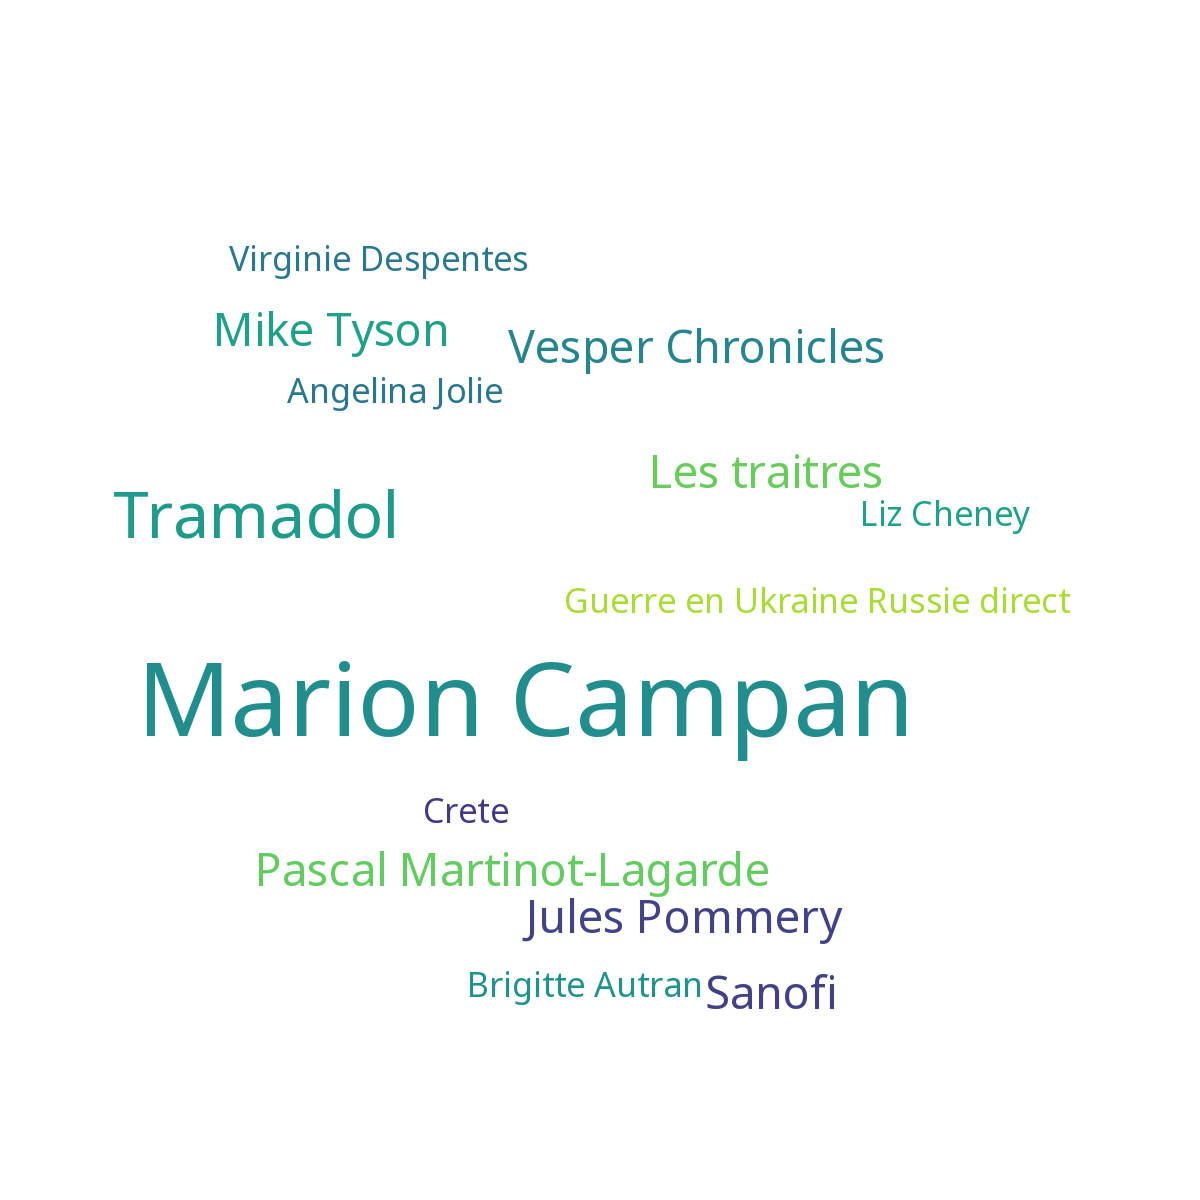 Virginie Despentes
Mike Tyson
Vesper Chronicles
Angelina Jolie
Les traitres
Tramadol
Liz Cheney
Guerre en Ukraine Russie direct
Marion Campan
Crete
Pascal Martinot-Lagarde
Jules Pommery
Brigitte Autran
Sanofi